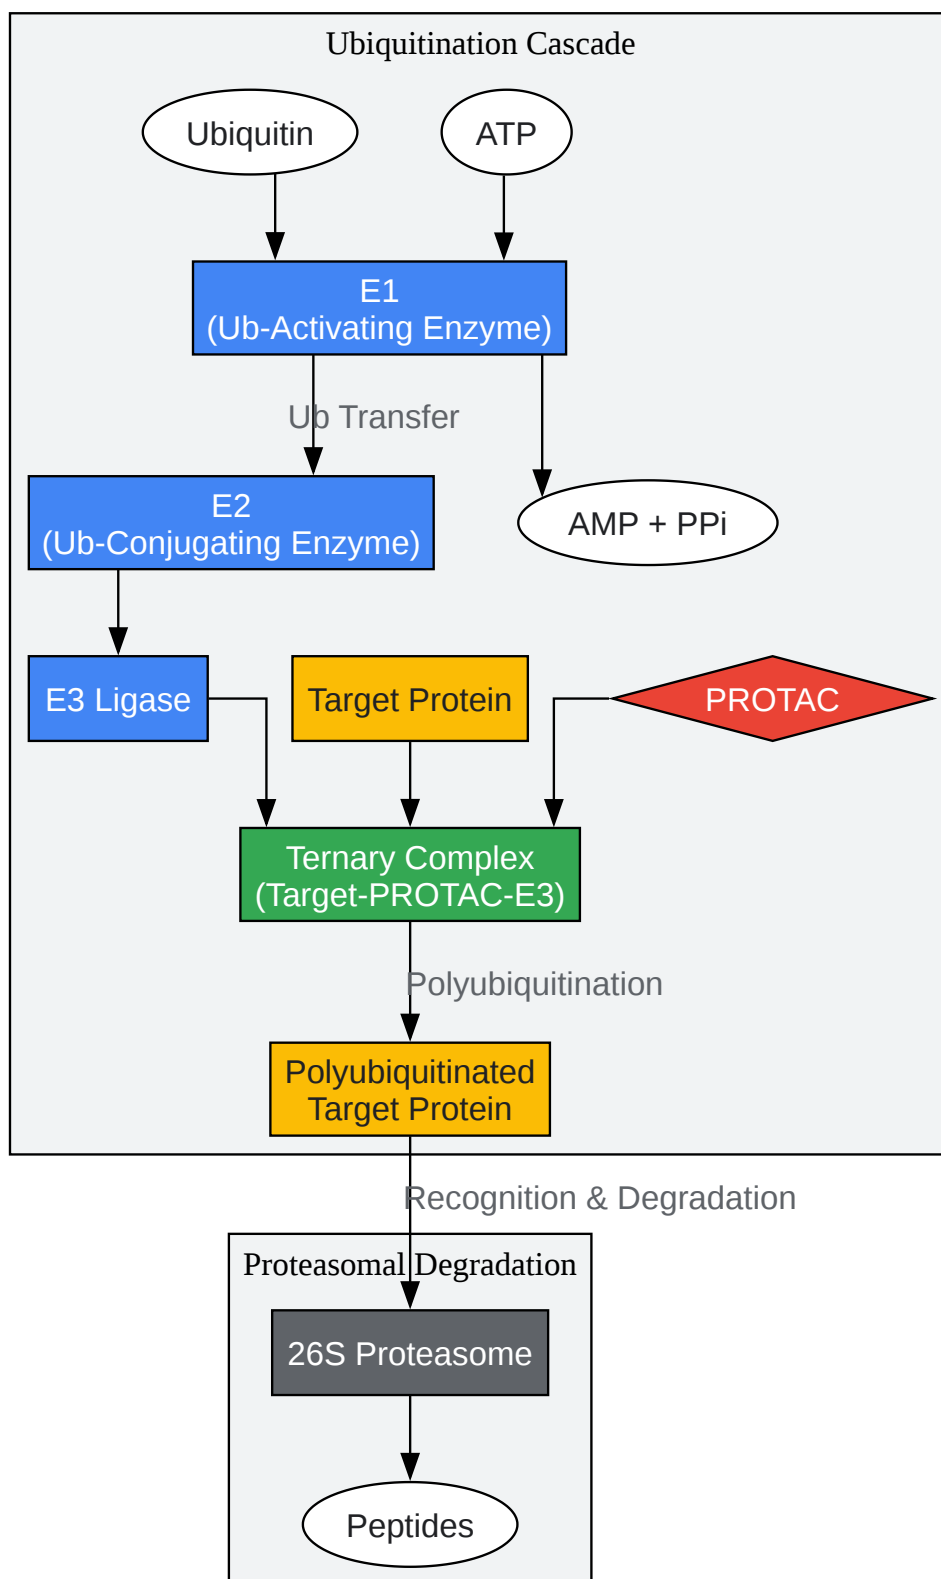 Ubiquitination Cascade
Ubiquitin
ATP
E1
(Ub-Activating Enzyme)
Ub Transfer
E2
(Ub-Conjugating Enzyme)
AMP + PPi
E3 Ligase
Target Protein
PROTAC
Ternary Complex
(Target-PROTAC-E3)
Polyubiquitination
Polyubiquitinated
Target Protein
Recognition & Degradation
Proteasomal Degradation
26S Proteasome
Peptides